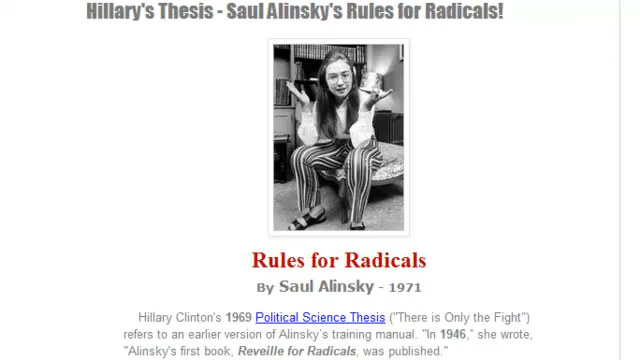 Hillary's Thesis - Saul Alinsky's Rules for Radicals!
Rules for Radicals
By Saul Alinsky - 1971
Hillary Clinton's 1969 Political Science Thesis ("There is Only the Fight")
refers to an earlier version of Alinsky's training manual. "In 1946," she wrote,
"Alinsky's first book, Reveille for Radicals, was published."